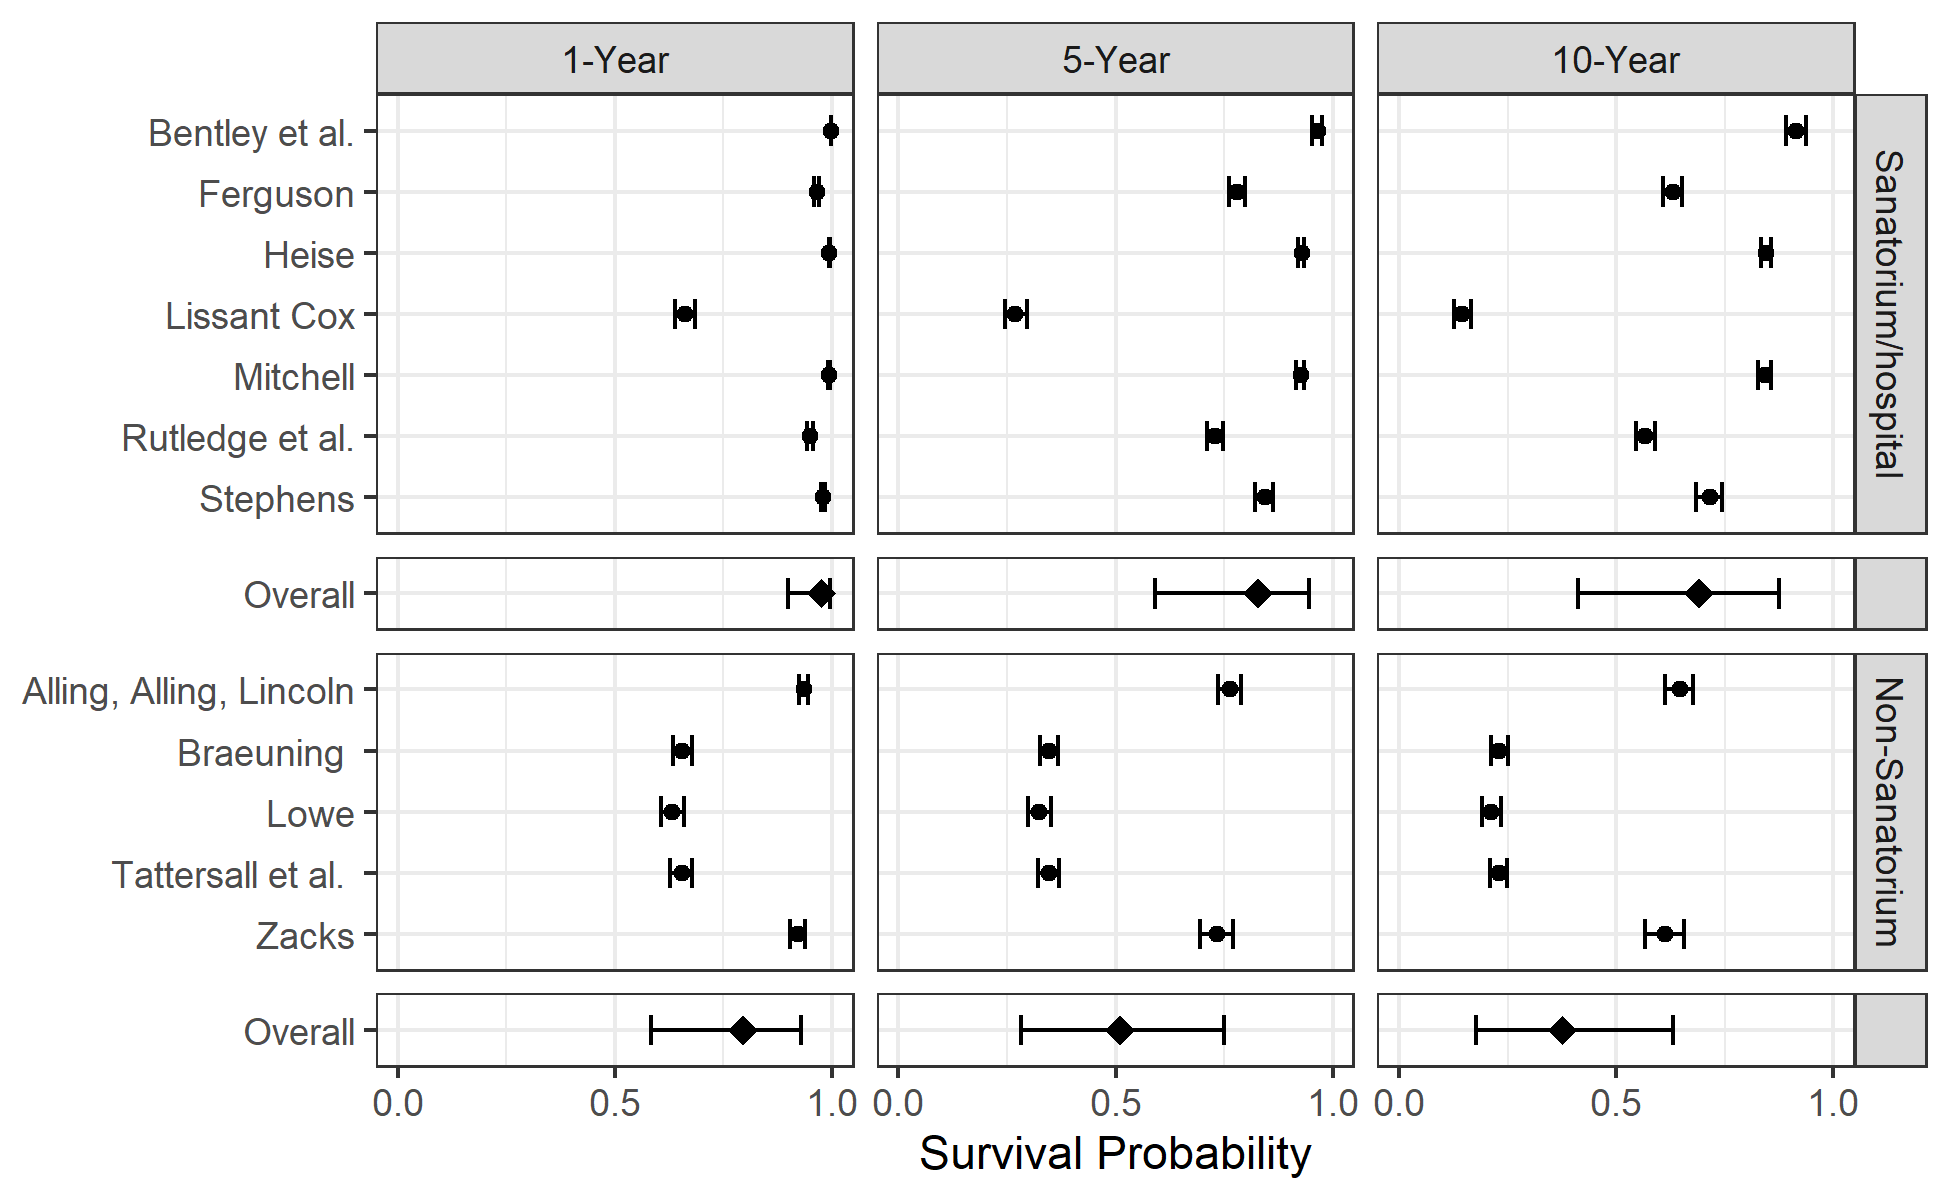 1-Year
5-Year
10-Year
Bentley et al.
Ferguson
Heise
Lissant Cox
Mitchell
Rutledge et al.
Stephens
Sanatorium/hospital
Overall
Alling, Alling, Lincoln
Braeuning
Lowe
Tattersall et al.
Zacks
Non-Sanatorium
Overall
0.0 0.5 1.0 0.0 0.5 1.0 0.0 0.5 1.0
Survival Probability